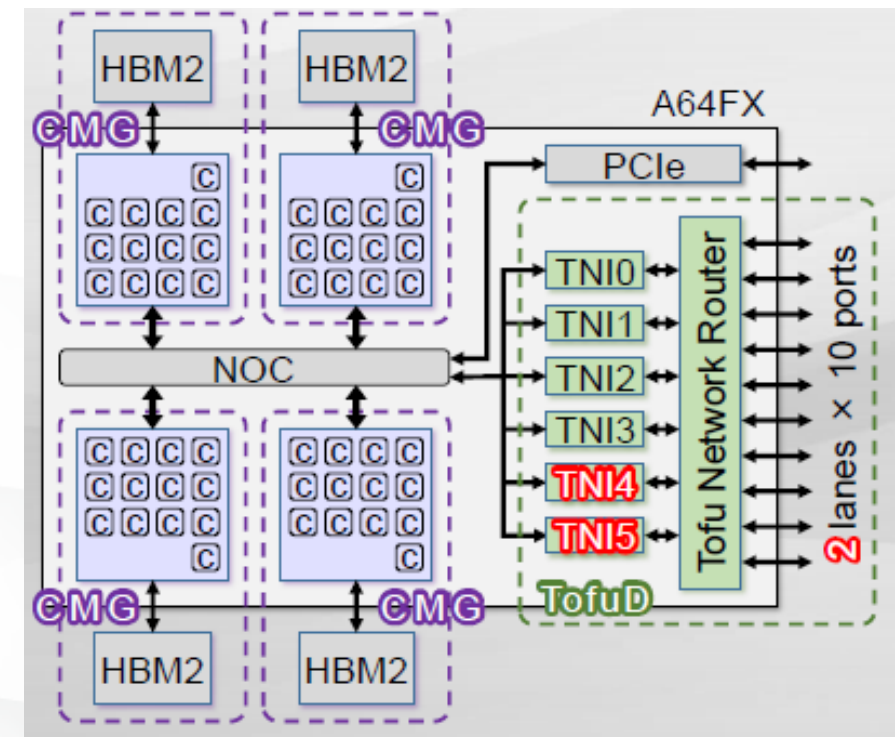 HBM2 HBM2
A64FX
CMG CMG
PCIe
C C
C C C C C C C C
C C C C C C C C
C C C C C C C C
TNI0
TNI1
NOC
TNI2
TNI3
TNI4
TNI5
Tofu Network Router
2 lanes × 10 ports
C C C C C C C C
C C C C C C C C
C C C C C C C C
C C
CMG CMG
TofuD
HBM2 HBM2